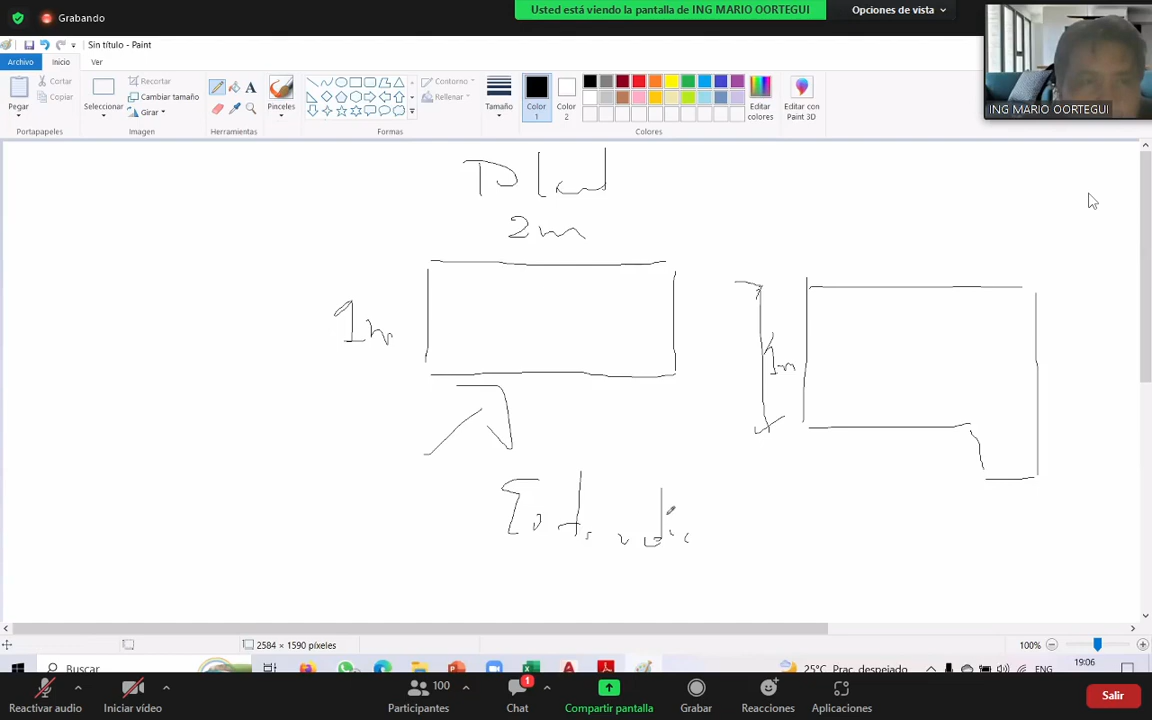 Grabando
Usted está viendo la pantalla de ING MARIO OORTEGUI
Opciones de vista
Sin título - Paint
Archivo
Inicio
Ver
Pegar
Cortar
Copiar
Portapapeles
Seleccionar
Recortar
Cambiar tamaño
Girar
Imagen
A
Herramientas
Pinceles
Contorno
Rellenar
Formas
Tamaño
Color 1
Color 2
Editar colores
Colores
Editar con Paint 3D
ING MARIO OORTEGUI
2m
1m
1m
2584 × 1590 píxeles
100%
Buscar
25°C Prac. despejado
ENG
19:06
Reactivar audio
Iniciar vídeo
100
Participantes
1
Chat
Compartir pantalla
Grabar
Reacciones
Aplicaciones
Salir